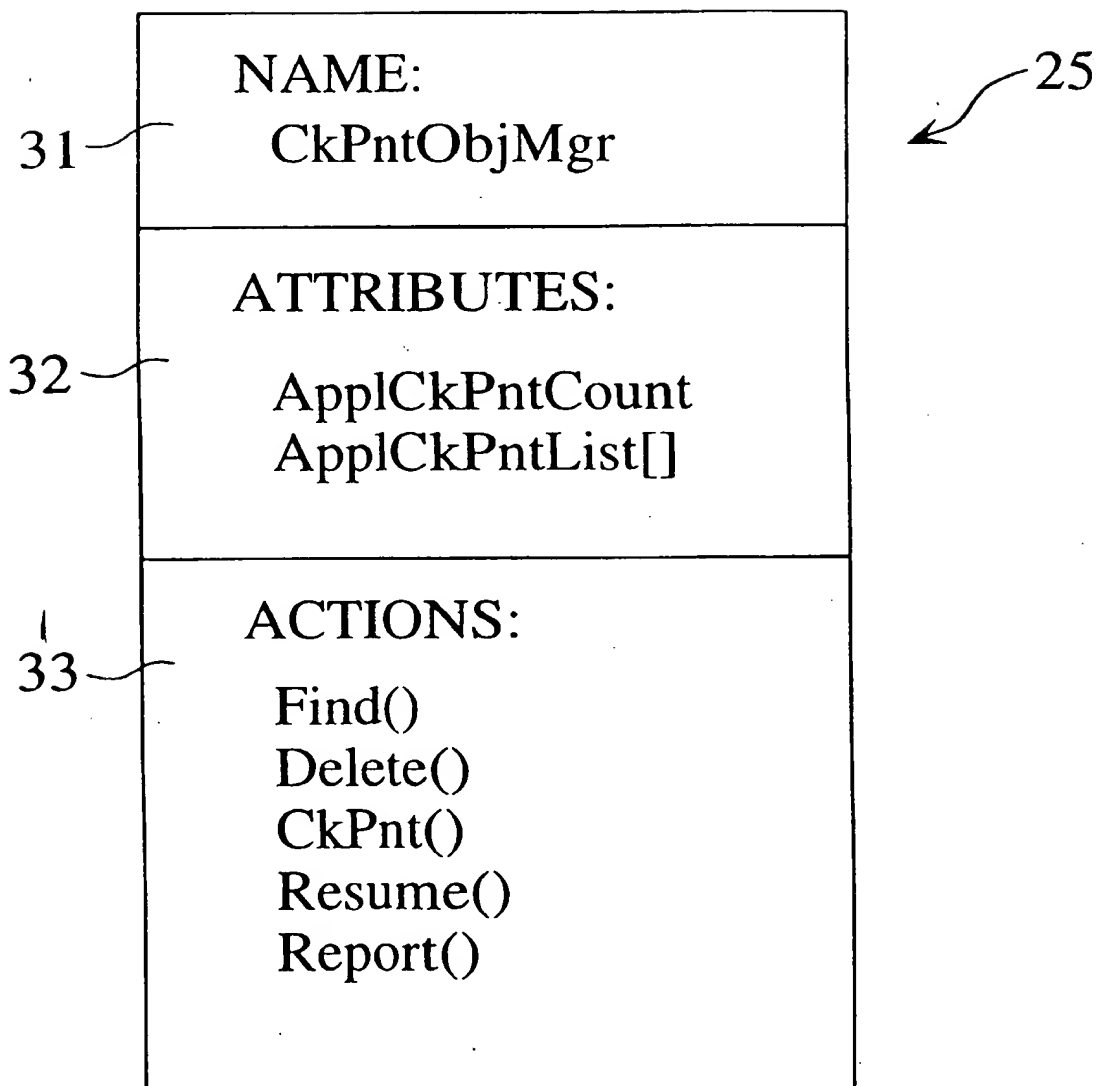 NAME:
25
31
CkPntObjMgr
ATTRIBUTES:
32
ApplCkPntCount
ApplCkPntList[]
ACTIONS:
33
Find()
Delete()
CkPnt()
Resume()
Report()